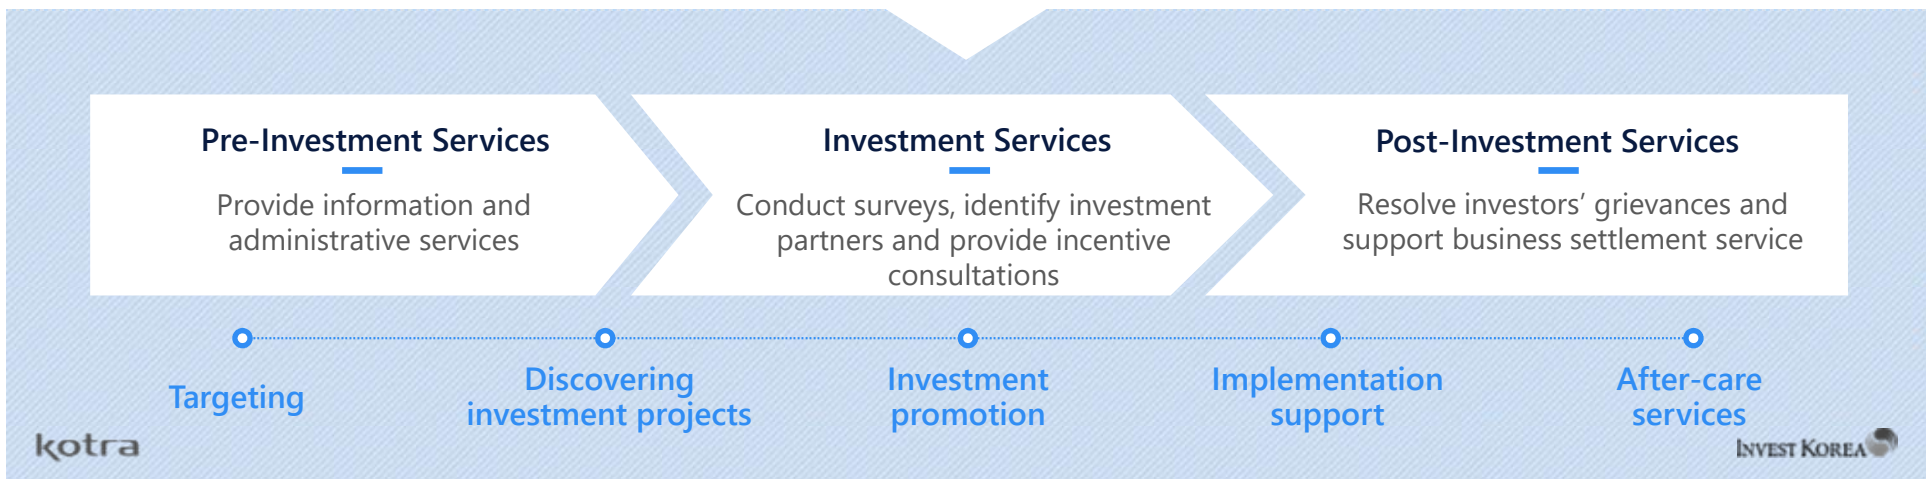 Pre-Investment Services
Provide information and
administrative services
Investment Services
Conduct surveys, identify investment
partners and provide incentive
consultations
Post-Investment Services
Resolve investors’ grievances and
support business settlement service
Targeting
Discovering
investment projects
Investment
promotion
Implementation
support
After-care
services
kotra
INVEST KOREA